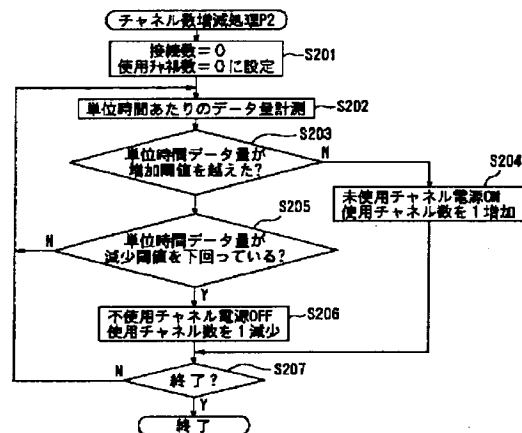 チャネル数増減処理P2
接続数=0
使用チャネル数=0に設定
S201
単位時間あたりのデータ量計測
S202
S203
単位時間データ量が
増加閾値を越えた?
N
S204
未使用チャネル電源ON
使用チャネル数を1増加
S205
N
単位時間データ量が
減少閾値を下回っている?
Y
不使用チャネル電源OFF
使用チャネル数を1減少
S206
N
終了?
S207
Y
終了